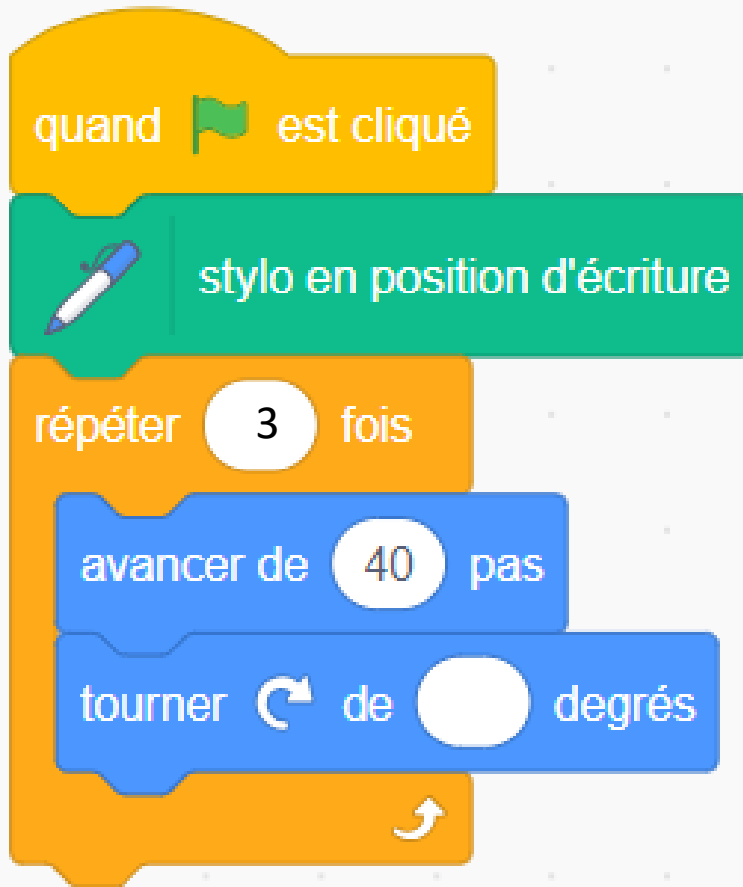 quand est cliqué
stylo en position d'écriture
répéter 3 fois
avancer de 40 pas
tourner de degrés